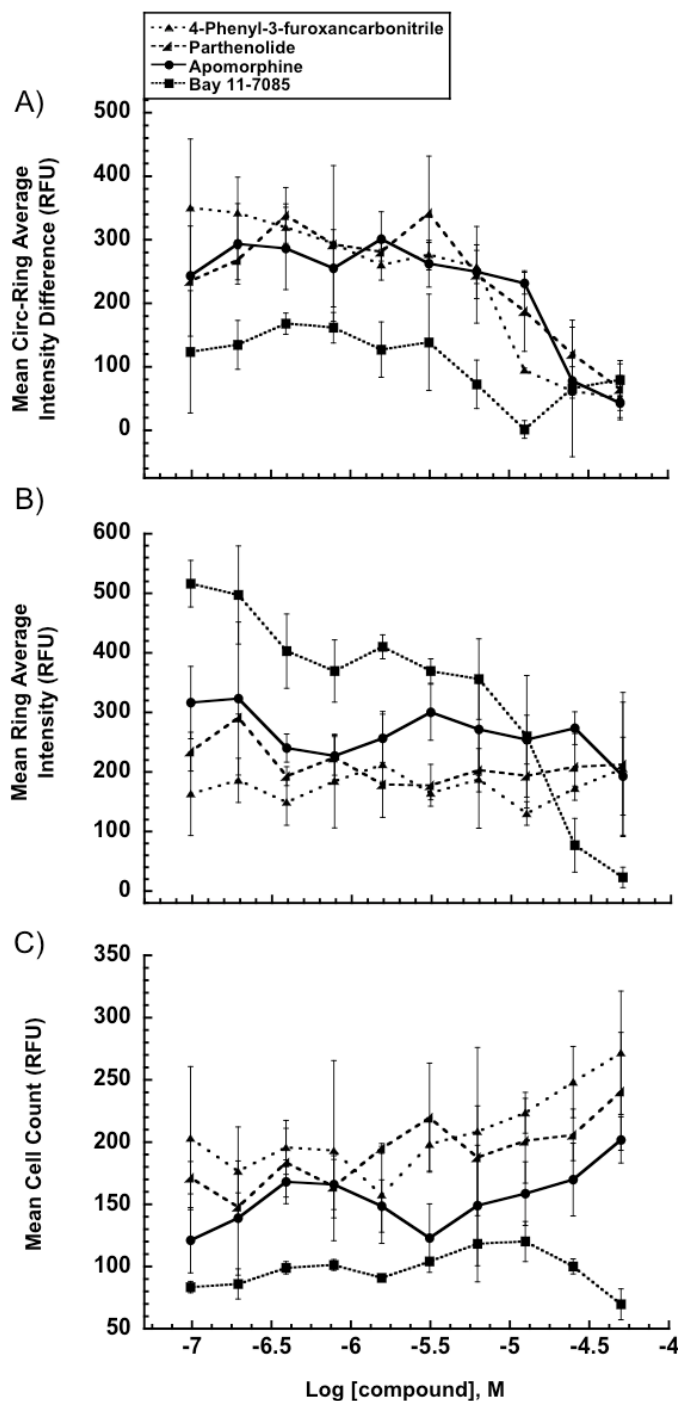 4-Phenyl-3-furoxancarbonitrile
Parthenolide
Apomorphine
Bay 11-7085
A)
Mean Circ-Ring Average
Intensity Difference (RFU)
500
400
300
200
100
0
B)
Mean Ring Average
Intensity (RFU)
600
500
400
300
200
100
0
C)
Mean Cell Count (RFU)
350
300
250
200
150
100
50
-7 -6.5 -6 -5.5 -5 -4.5 -4
Log [compound], M